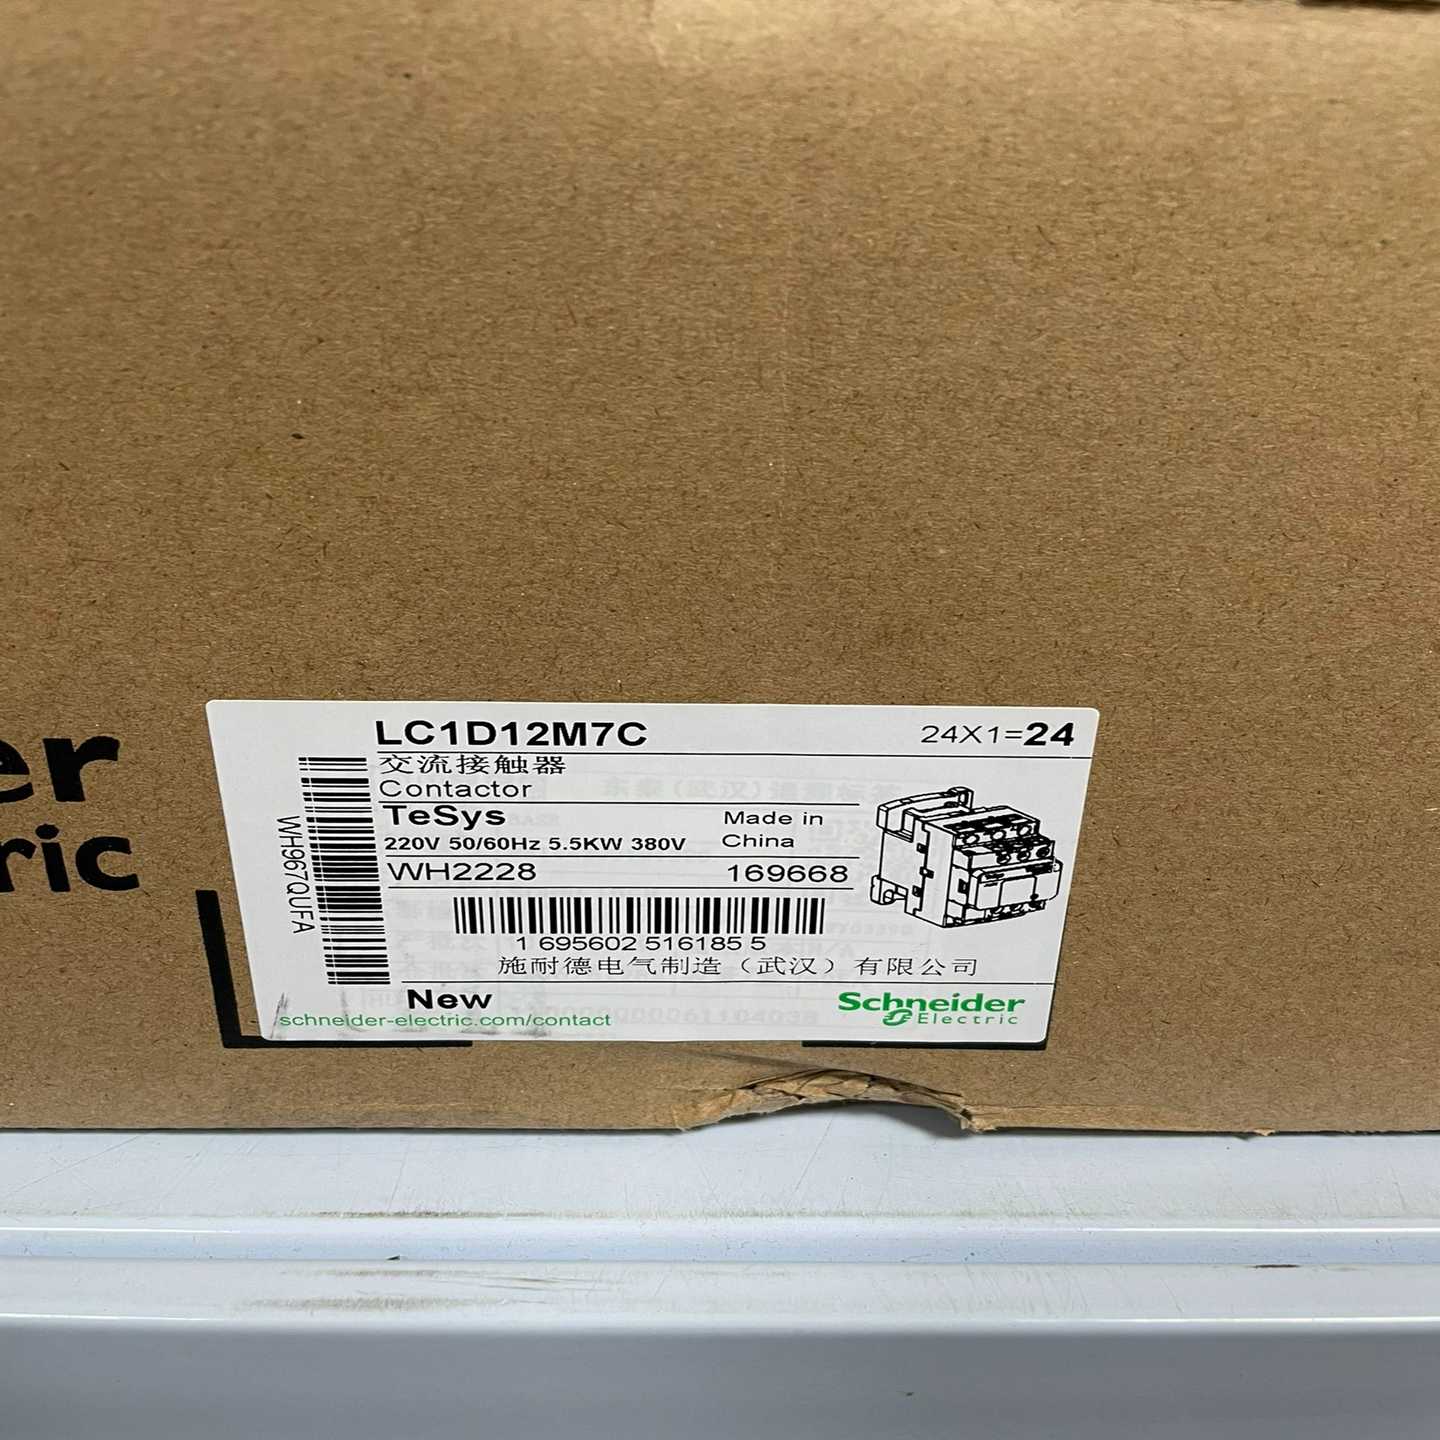 er
ric
LC1D12M7C 24X1=24
交流接触器
Contactor
TeSys
Made in
China
220V 50/60Hz 5.5KW 380V
WH2228 169668
WH967QUFA
1 695602 516185 5
施耐德电气制造（武汉）有限公司
New
schneider-electric.com/contact
Schneider
Electric